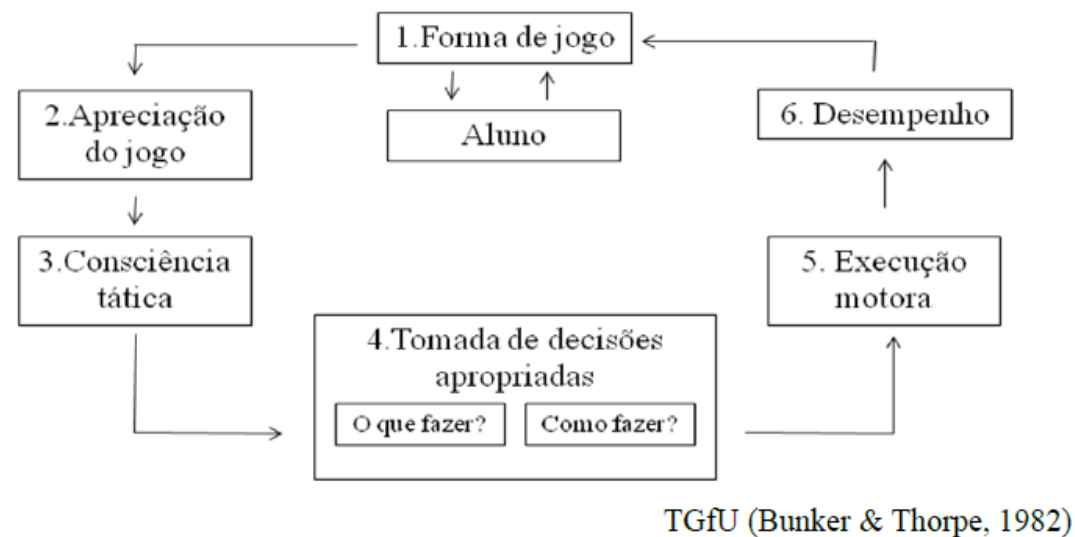 1.Forma de jogo
Aluno
2.Apreciação
do jogo
3.Consciência
tática
4.Tomada de decisões
apropriadas
O que fazer?
Como fazer?
5. Execução
motora
6. Desempenho
TGfU (Bunker & Thorpe, 1982)